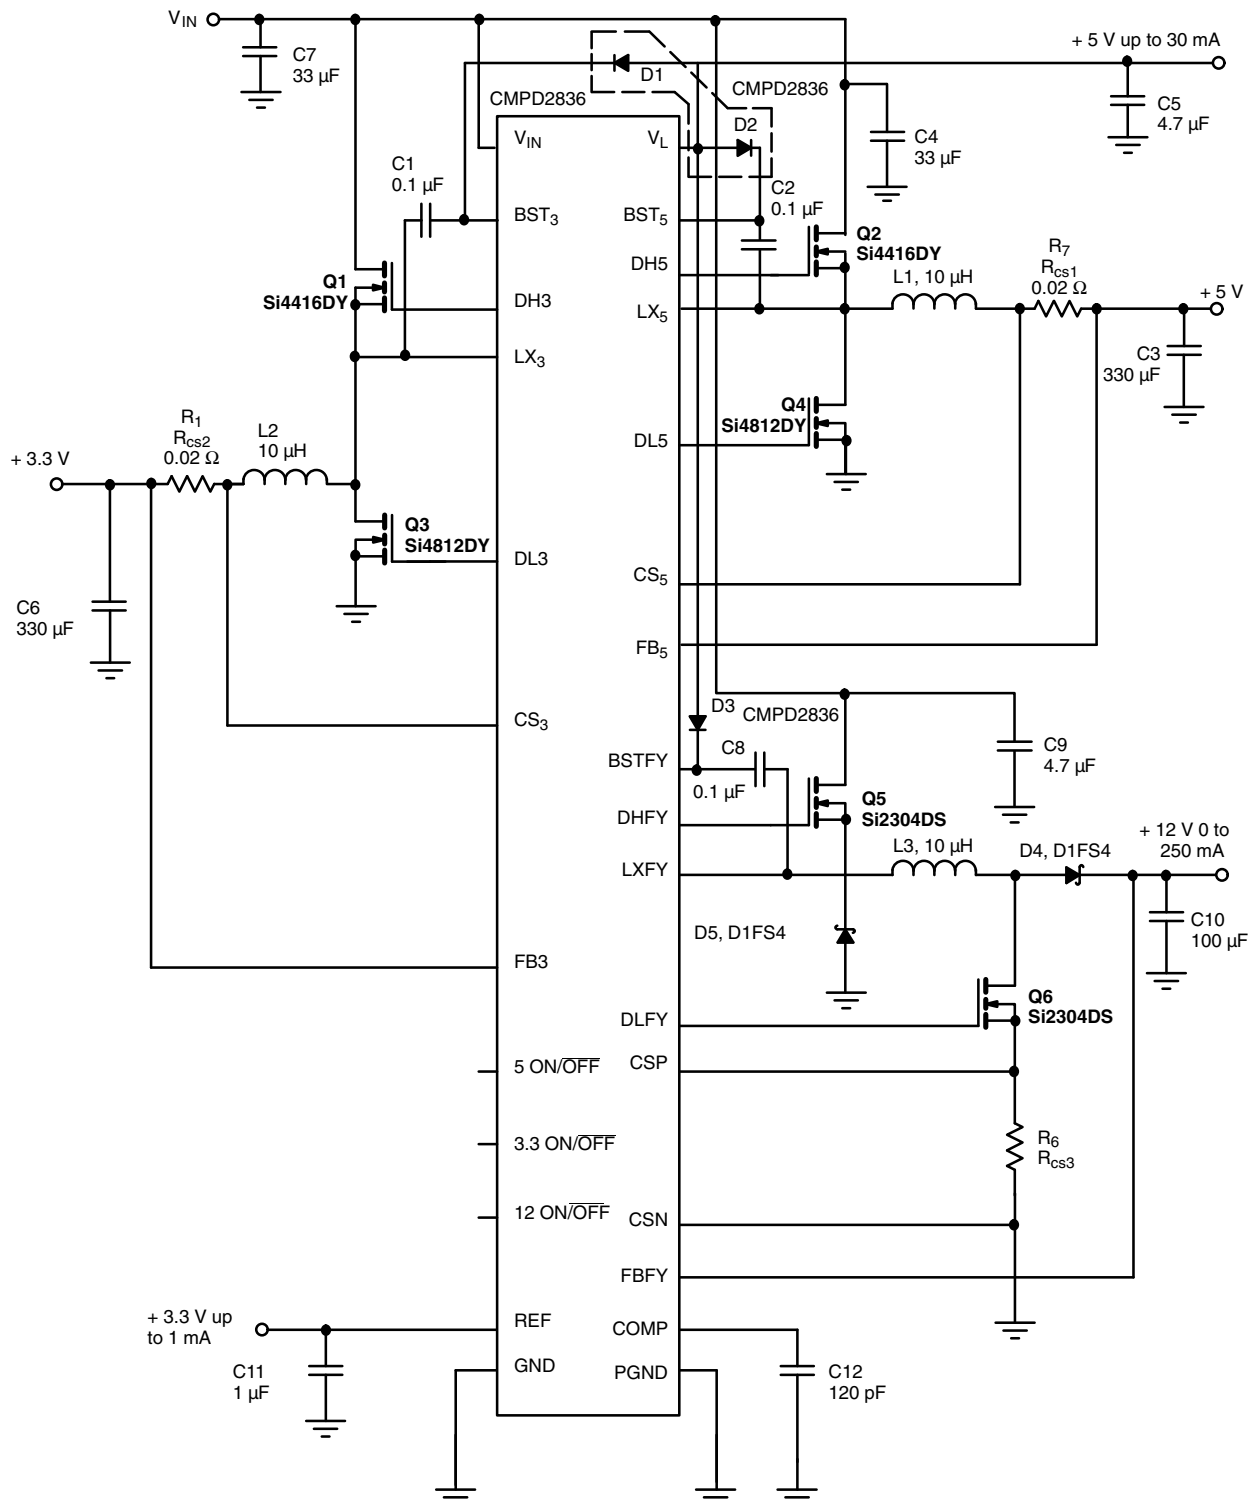 V_IN
C7
33 µF
D1
CMPD2836
+ 5 V up to 30 mA
C5
4.7 µF
CMPD2836
V_IN
V_L
D2
C4
33 µF
C1
0.1 µF
C2
0.1 µF
BST_3
BST_5
Q2
Si4416DY
DH5
Q1
Si4416DY
DH3
LX_5
L1, 10 µH
R_7
R_cs1
0.02 Ω
+ 5 V
LX_3
C3
330 µF
Q4
Si4812DY
DL5
R_1
R_cs2
0.02 Ω
L2
10 µH
+ 3.3 V
Q3
Si4812DY
DL3
CS_5
C6
330 µF
FB_5
CS_3
D3
CMPD2836
C9
4.7 µF
BSTFY
C8
0.1 µF
Q5
Si2304DS
DHFY
LXFY
L3, 10 µH
D4, D1FS4
+ 12 V 0 to
250 mA
C10
100 µF
D5, D1FS4
FB3
Q6
Si2304DS
DLFY
CSP
5 ON/O̅F̅F̅
3.3 ON/O̅F̅F̅
R_6
R_cs3
12 ON/O̅F̅F̅
CSN
FBFY
+ 3.3 V up
to 1 mA
REF
COMP
C11
1 µF
GND
PGND
C12
120 pF